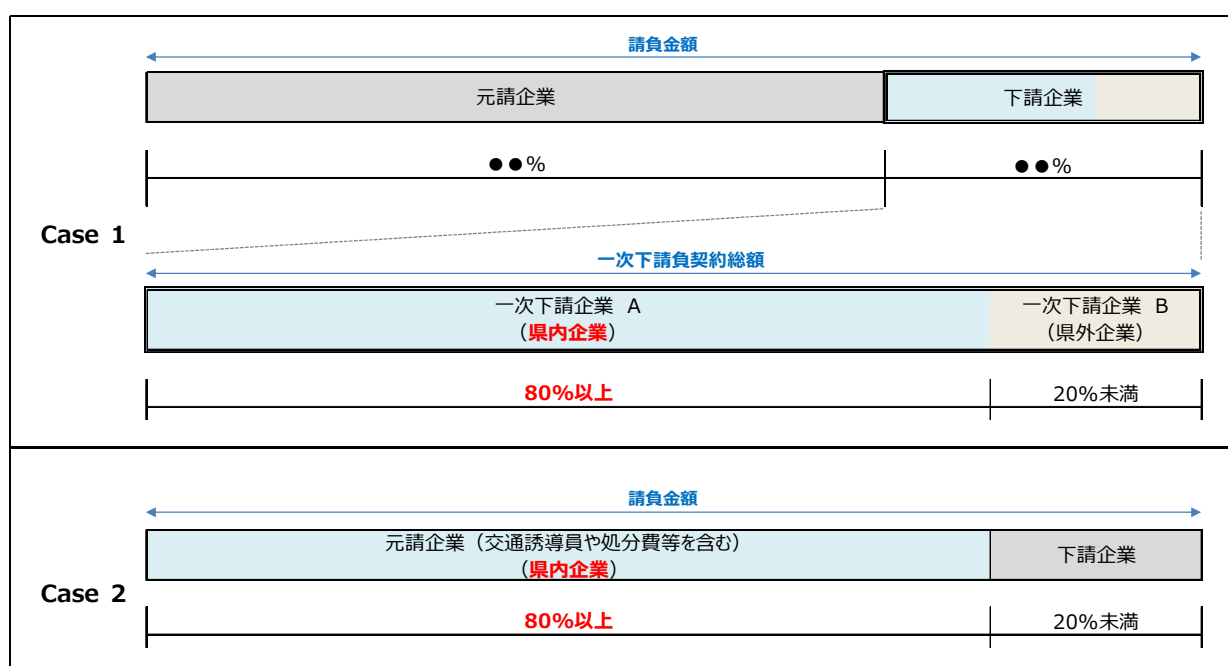 請負金額
元請企業
下請企業
●●%
●●%
Case 1
一次下請負契約総額
一次下請企業 A
（県内企業）
一次下請企業 B
（県外企業）
80%以上
20%未満
請負金額
元請企業（交通誘導員や処分費等を含む）
（県内企業）
下請企業
Case 2
80%以上
20%未満